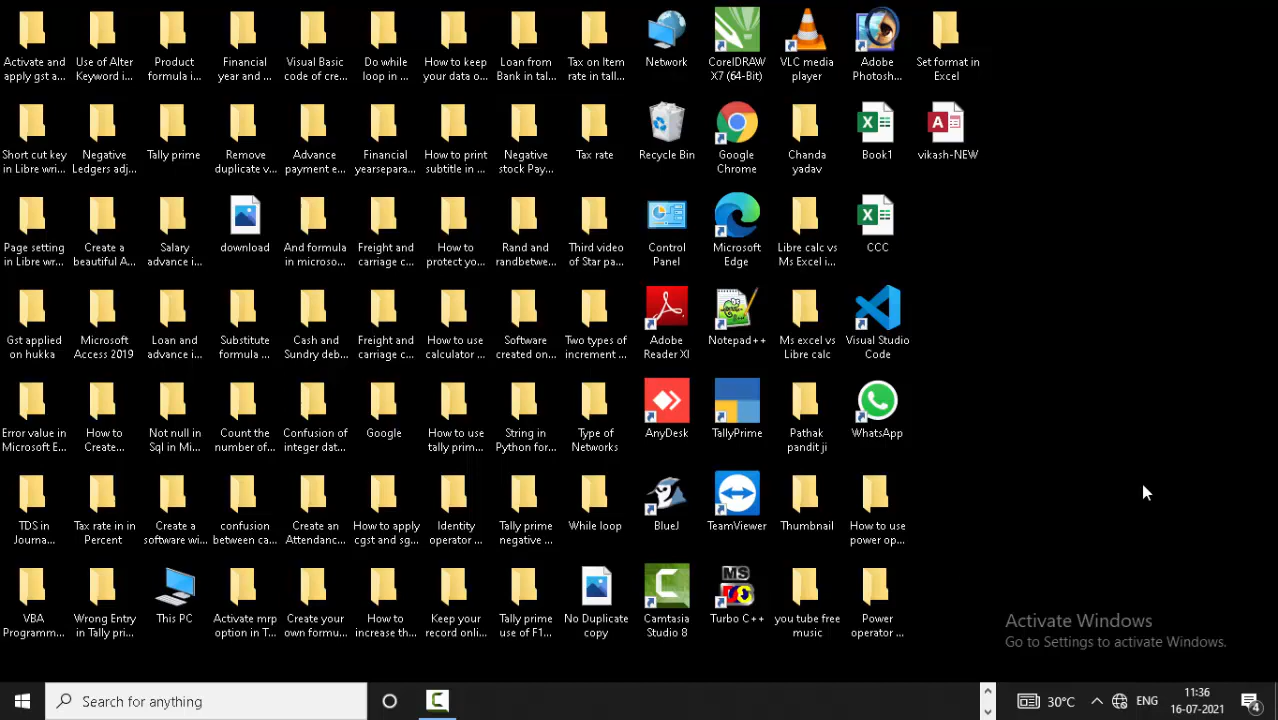 Activate and
apply gst a...
Use of Alter
Keyword i...
Product
formula i...
Financial
year and ...
Visual Basic
code of cre...
Do while
loop in ...
How to keep
your data o...
Loan from
Bank in tal...
Tax on Item
rate in tall...
Network
CorelDRAW
X7 (64-Bit)
VLC media
player
Adobe
Photosh...
Set format in
Excel
Short cut key
in Libre wri...
Negative
Ledgers adj...
Tally prime
Remove
duplicate v...
Advance
payment e...
Financial
yearsepara...
How to print
subtitle in ...
Negative
stock Pay...
Tax rate
Recycle Bin
Google
Chrome
Chanda
yadav
Book1
vikash-NEW
Page setting
in Libre wr...
Create a
beautiful A...
Salary
advance i...
download
And formula
in microso...
Freight and
carriage c...
How to
protect yo...
Rand and
randbetwe...
Third video
of Star pa...
Control
Panel
Microsoft
Edge
Libre calc vs
Ms Excel i...
CCC
Gst applied
on hukka
Microsoft
Access 2019
Loan and
advance i...
Substitute
formula ...
Cash and
Sundry deb...
Freight and
carriage c...
How to use
calculator ...
Software
created on...
Two types of
increment ...
Adobe
Reader XI
Notepad++
Ms excel vs
Libre calc
Visual Studio
Code
Error value in
Microsoft E...
How to
Create...
Not null in
Sql in Mi...
Count the
number of...
Confusion of
integer dat...
Google
How to use
tally prim...
String in
Python for...
Type of
Networks
AnyDesk
TallyPrime
Pathak
pandit ji
WhatsApp
TDS in
Journa...
Tax rate in in
Percent
Create a
software wi...
confusion
between ca...
Create an
Attendanc...
How to apply
cgst and sg...
Identity
operator ...
Tally prime
negative ...
While loop
BlueJ
TeamViewer
Thumbnail
How to use
power op...
VBA
Programm...
Wrong Entry
in Tally pri...
This PC
Activate mrp
option in T...
Create your
own formu...
How to
increase th...
Keep your
record onli...
Tally prime
use of F1...
No Duplicate
copy
Camtasia
Studio 8
MS
Turbo C++
you tube free
music
Power
operator ...
Activate Windows
Go to Settings to activate Windows.
Search for anything
30°C
ENG
11:36
16-07-2021
4